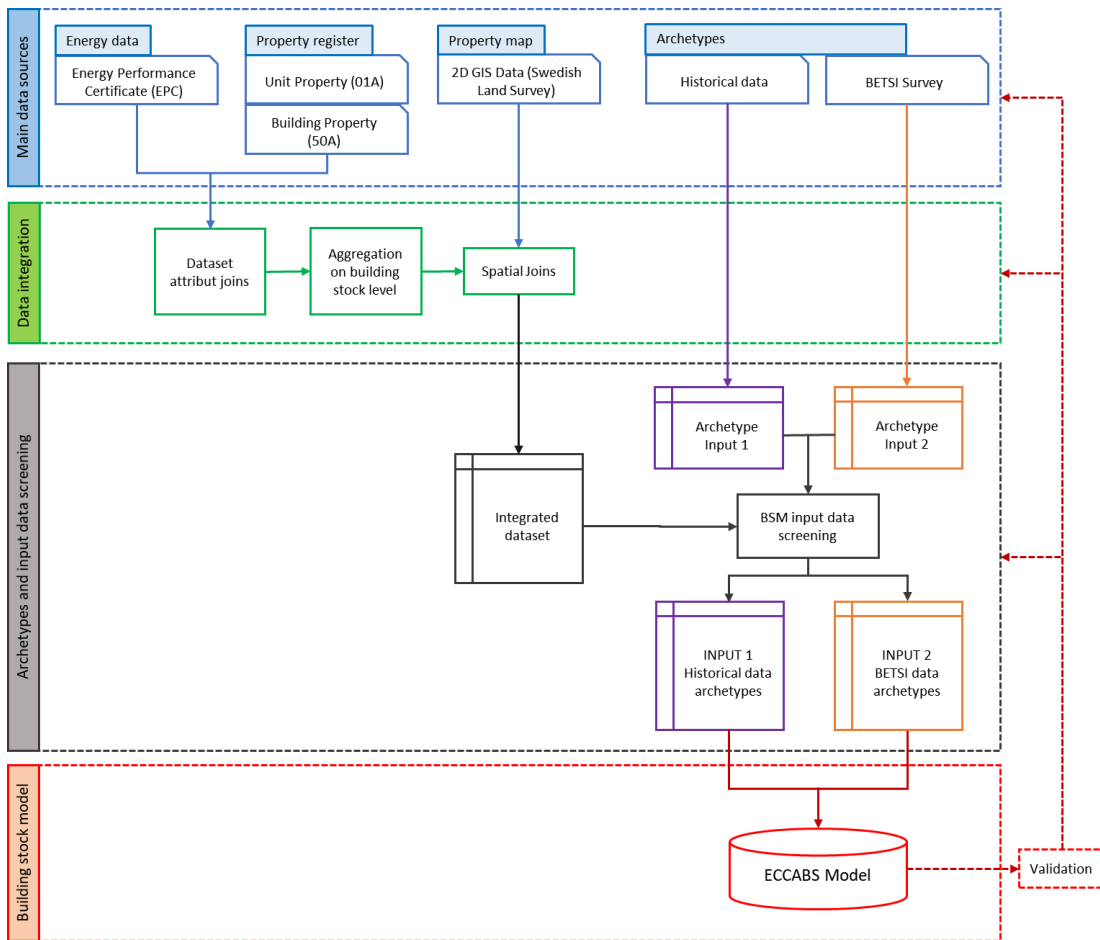 Main data sources
Energy data
Energy Performance
Certificate (EPC)
Property register
Unit Property (01A)
Building Property
(50A)
Property map
2D GIS Data (Swedish
Land Survey)
Archetypes
Historical data
BETSI Survey
Data integration
Dataset
attribut joins
Aggregation
on building
stock level
Spatial Joins
Archetypes and input data screening
Archetype
Input 1
Archetype
Input 2
Integrated
dataset
BSM input data
screening
INPUT 1
Historical data
archetypes
INPUT 2
BETSI data
archetypes
Building stock model
ECCABS Model
Validation